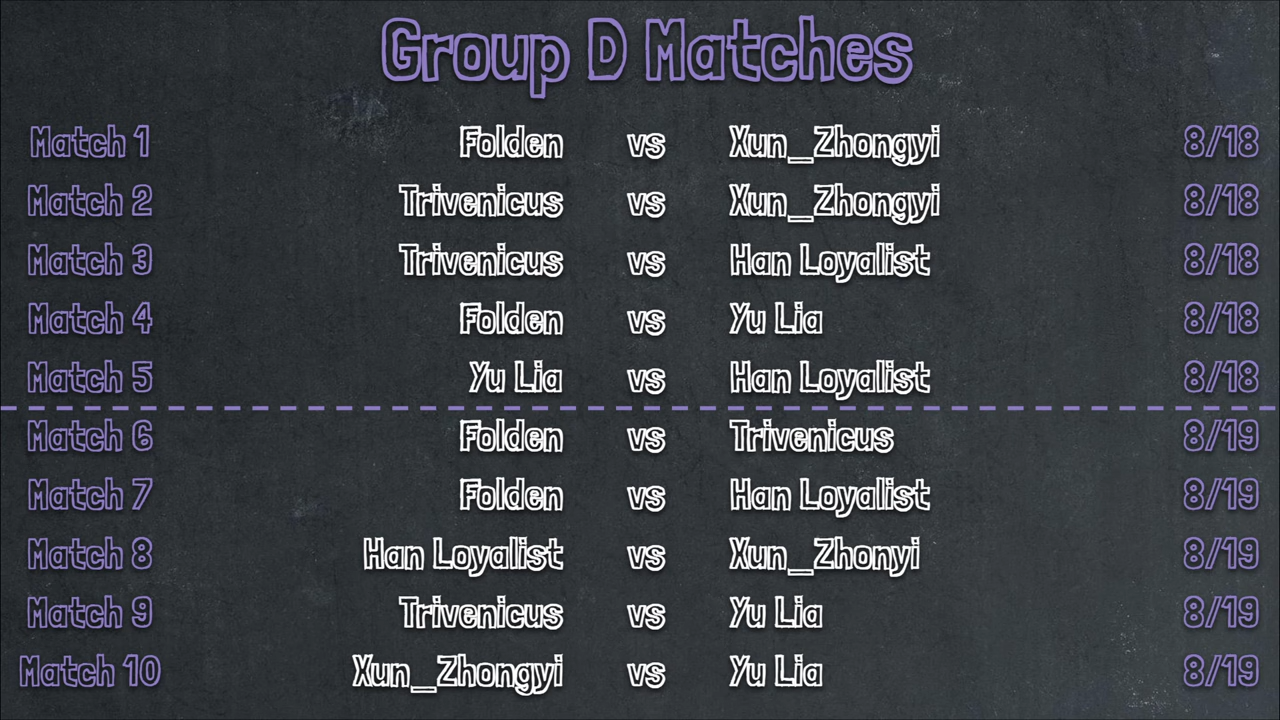 Group D Matches
Match 1 Folden vs Xun_Zhongyi 8/18
Match 2 Trivenicus vs Xun_Zhongyi 8/18
Match 3 Trivenicus vs Han Loyalist 8/18
Match 4 Folden vs Yu Lia 8/18
Match 5 Yu Lia vs Han Loyalist 8/18
Match 6 Folden vs Trivenicus 8/19
Match 7 Folden vs Han Loyalist 8/19
Match 8 Han Loyalist vs Xun_Zhonyi 8/19
Match 9 Trivenicus vs Yu Lia 8/19
Match 10 Xun_Zhongyi vs Yu Lia 8/19